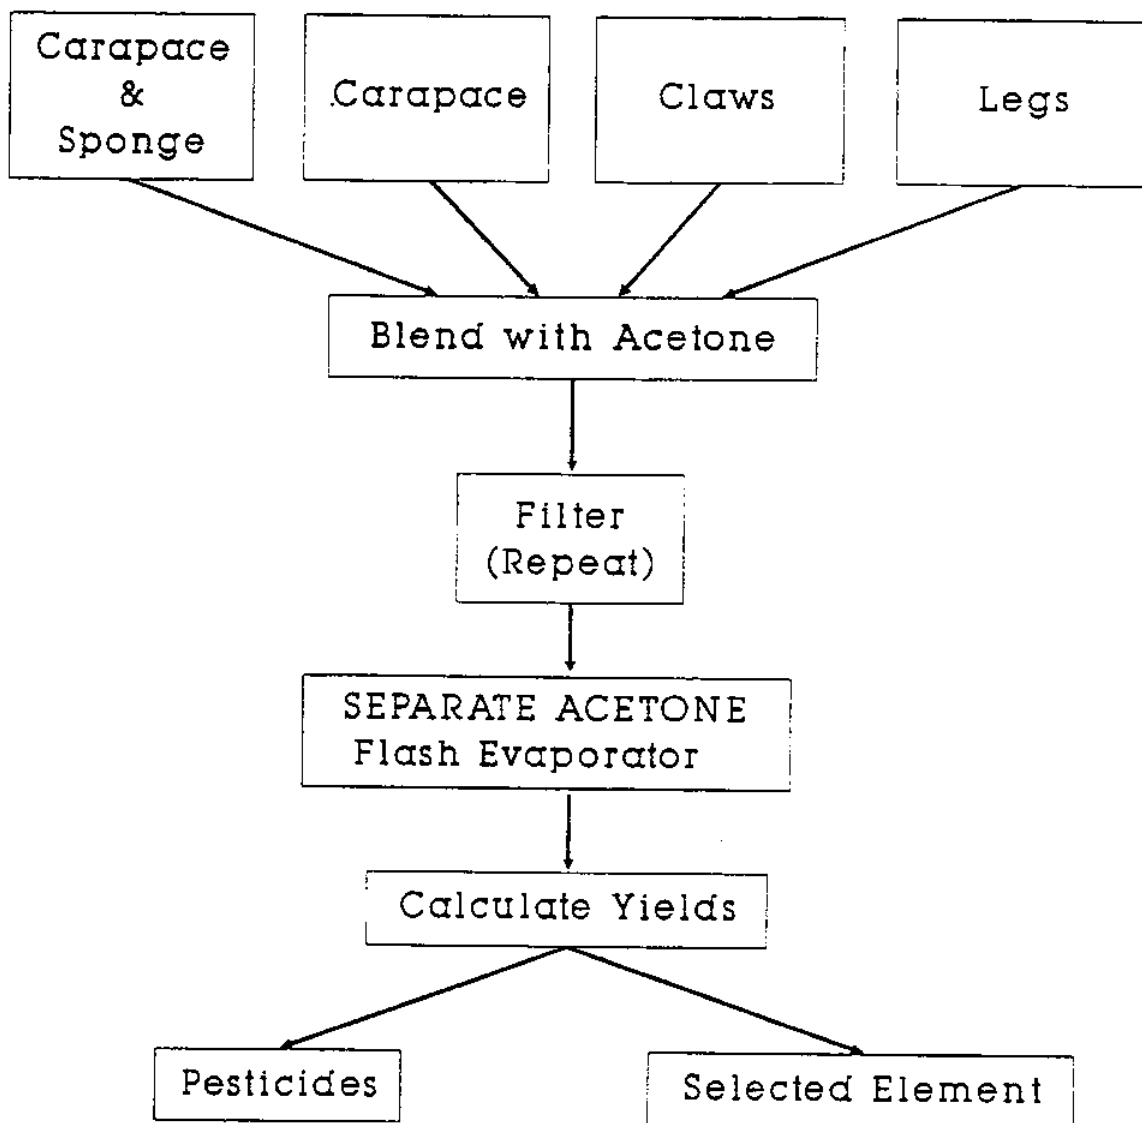 Carapace
&
Sponge
Carapace
Claws
Legs
Blend with Acetone
Filter
(Repeat)
SEPARATE ACETONE
Flash Evaporator
Calculate Yields
Pesticides
Selected Element